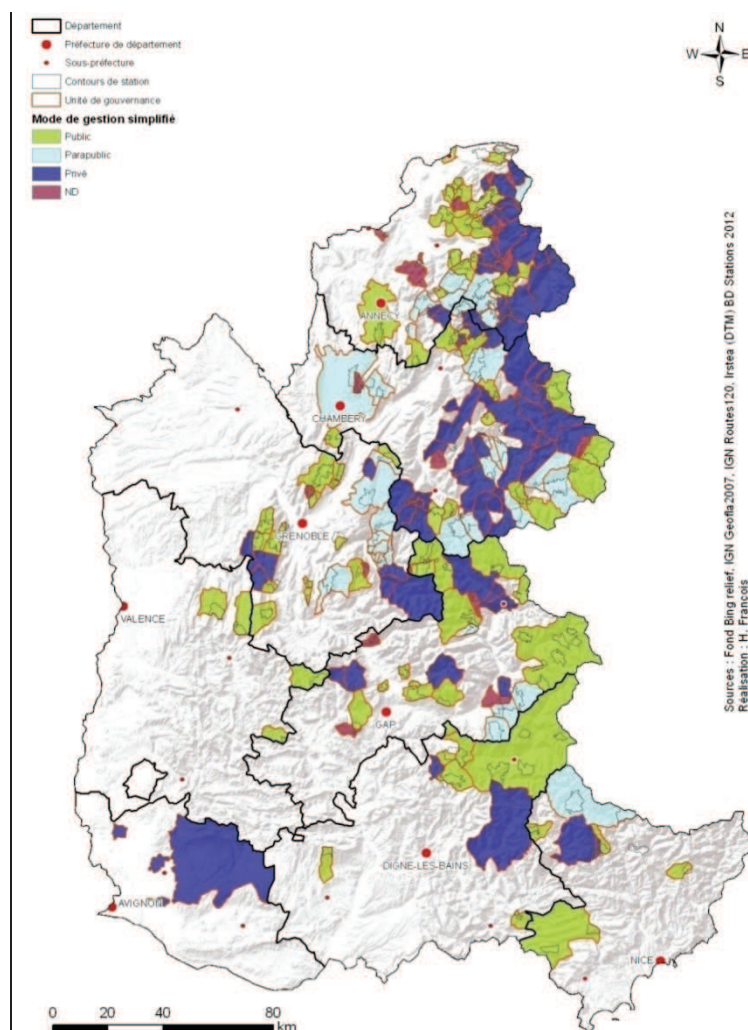 Département
Préfecture de département
Sous-préfecture
Contours de station
Unité de gouvernance
Mode de gestion simplifié
Public
Parapublic
Privé
ND
N
W E
S
ANNECY
CHAMBERY
RENOBLE
VALENCE
GAP
DIGNE-LES-BAINS
AVIGNON
NICE
0 20 40 80
km
Sources : Fond Bing relief, IGN Geofla2007, IGN Routes120, Irstea (DTM) BD Stations 2012
Réalisation : H. François